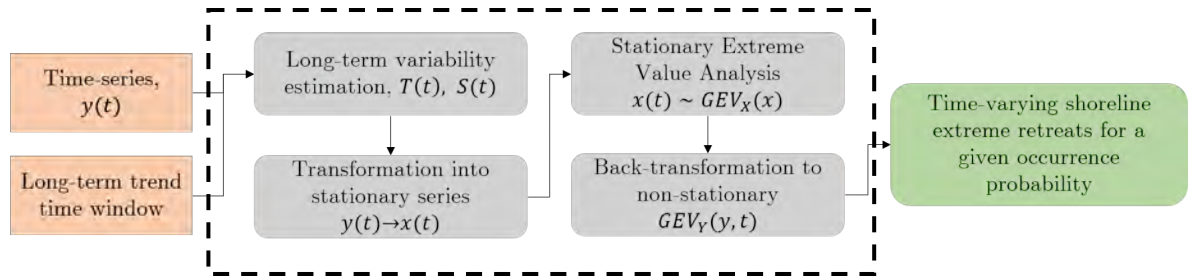 Time-series,
y(t)
Long-term trend
time window
Long-term variability
estimation, T(t), S(t)
Transformation into
stationary series
y(t)→x(t)
Stationary Extreme
Value Analysis
x(t) ~ GEV_X(x)
Back-transformation to
non-stationary
GEV_Y(y, t)
Time-varying shoreline
extreme retreats for a
given occurrence
probability